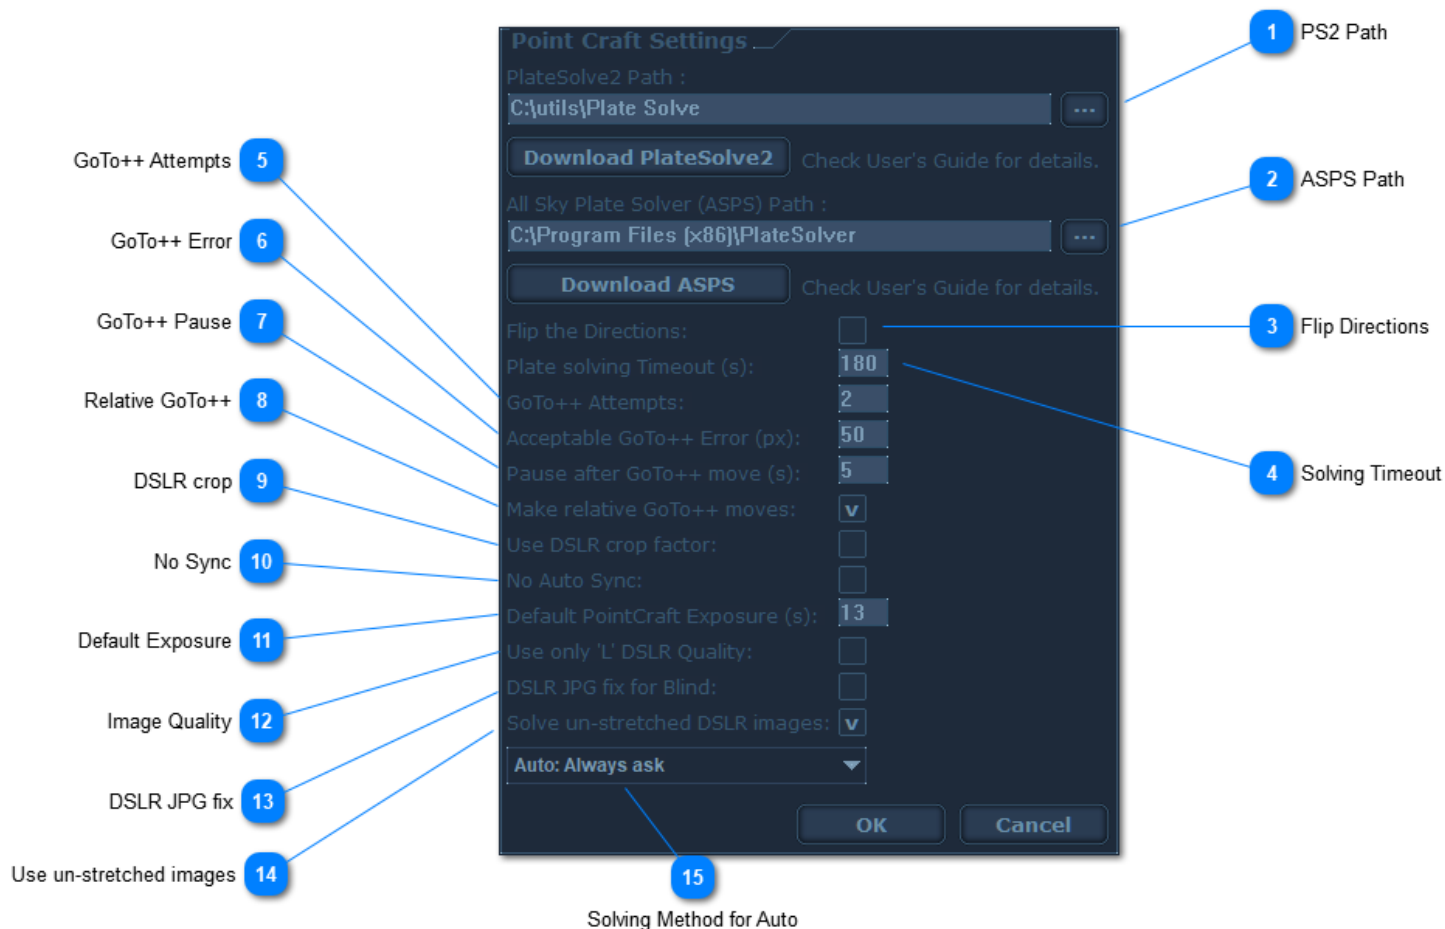 Point Craft Settings
PlateSolve2 Path :
C:\utils\Plate Solve
...
Download PlateSolve2
Check User's Guide for details.
All Sky Plate Solver (ASPS) Path :
C:\Program Files (x86)\PlateSolver
...
Download ASPS
Check User's Guide for details.
Flip the Directions:
Plate solving Timeout (s): 180
GoTo++ Attempts: 2
Acceptable GoTo++ Error (px): 50
Pause after GoTo++ move (s): 5
Make relative GoTo++ moves: v
Use DSLR crop factor:
No Auto Sync:
Default PointCraft Exposure (s): 13
Use only 'L' DSLR Quality:
DSLR JPG fix for Blind:
Solve un-stretched DSLR images: v
Auto: Always ask
OK
Cancel
1 PS2 Path
2 ASPS Path
3 Flip Directions
4 Solving Timeout
GoTo++ Attempts 5
GoTo++ Error 6
GoTo++ Pause 7
Relative GoTo++ 8
DSLR crop 9
No Sync 10
Default Exposure 11
Image Quality 12
DSLR JPG fix 13
Use un-stretched images 14
15
Solving Method for Auto